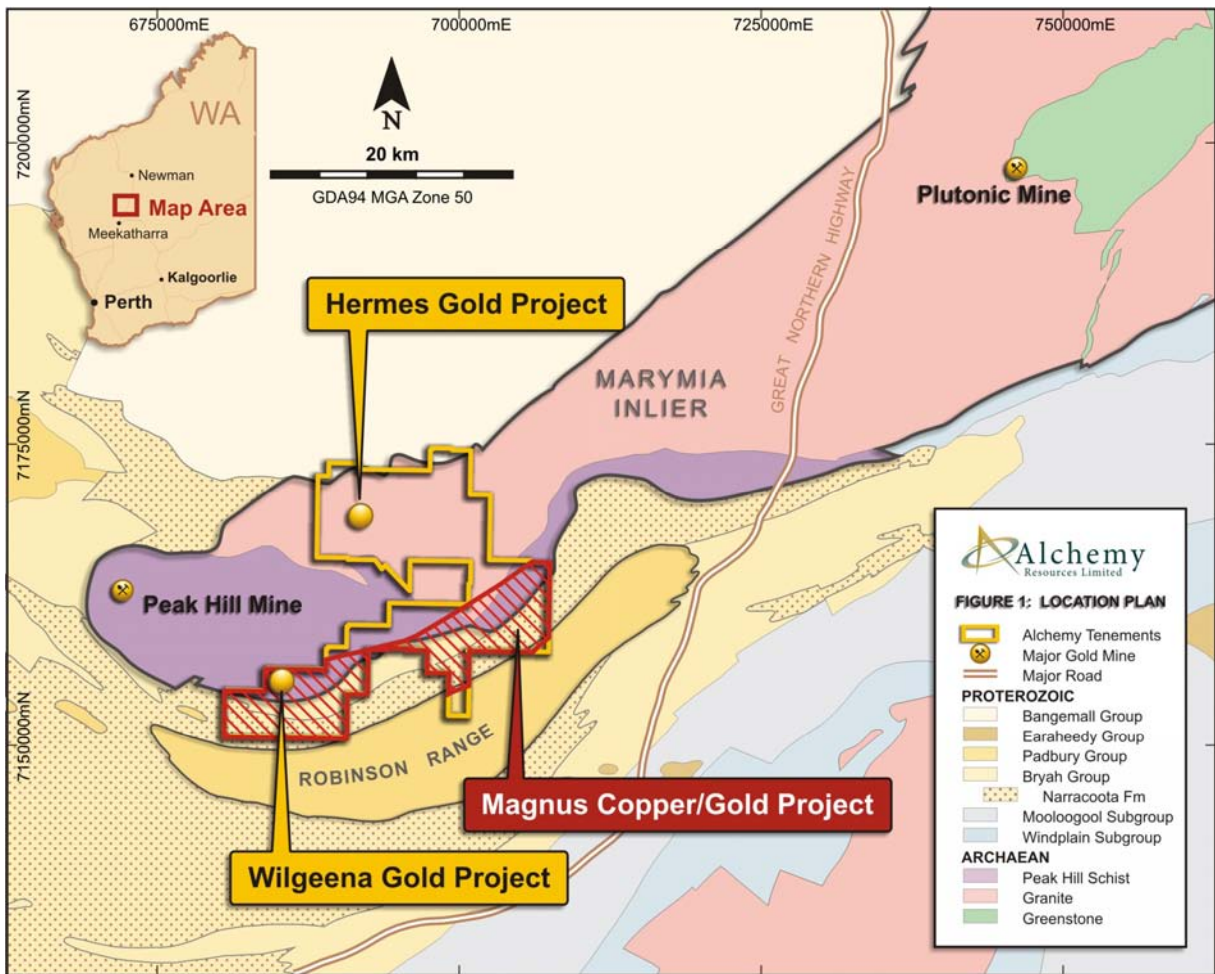 675000mE
700000mE
725000mE
750000mE
7200000mN
7175000mN
7150000mN
WA
Newman
Map Area
Meekatharra
Kalgoorlie
Perth
N
20 km
GDA94 MGA Zone 50
Plutonic Mine
GREAT NORTHERN HIGHWAY
Hermes Gold Project
MARYMIA
INLIER
Peak Hill Mine
ROBINSON RANGE
Magnus Copper/Gold Project
Wilgeena Gold Project
Alchemy
Resources Limited
FIGURE 1: LOCATION PLAN
Alchemy Tenements
Major Gold Mine
Major Road
PROTEROZOIC
Bangemall Group
Earaheedy Group
Padbury Group
Bryah Group
Narracoota Fm
Mooloogool Subgroup
Windplain Subgroup
ARCHAEAN
Peak Hill Schist
Granite
Greenstone